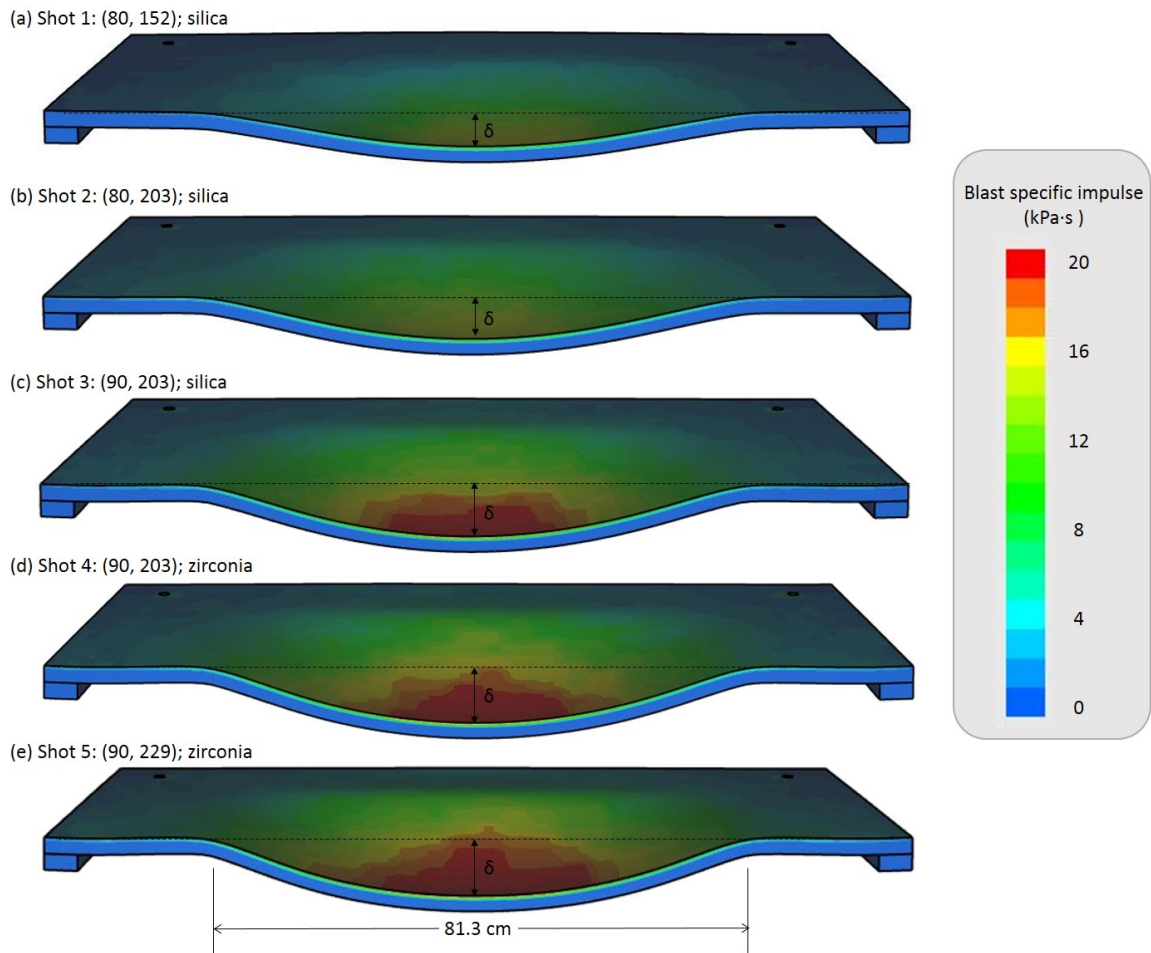 (a) Shot 1: (80, 152); silica
δ
(b) Shot 2: (80, 203); silica
δ
(c) Shot 3: (90, 203); silica
δ
(d) Shot 4: (90, 203); zirconia
δ
(e) Shot 5: (90, 229); zirconia
δ
81.3 cm
Blast specific impulse
(kPa·s )
20
16
12
8
4
0